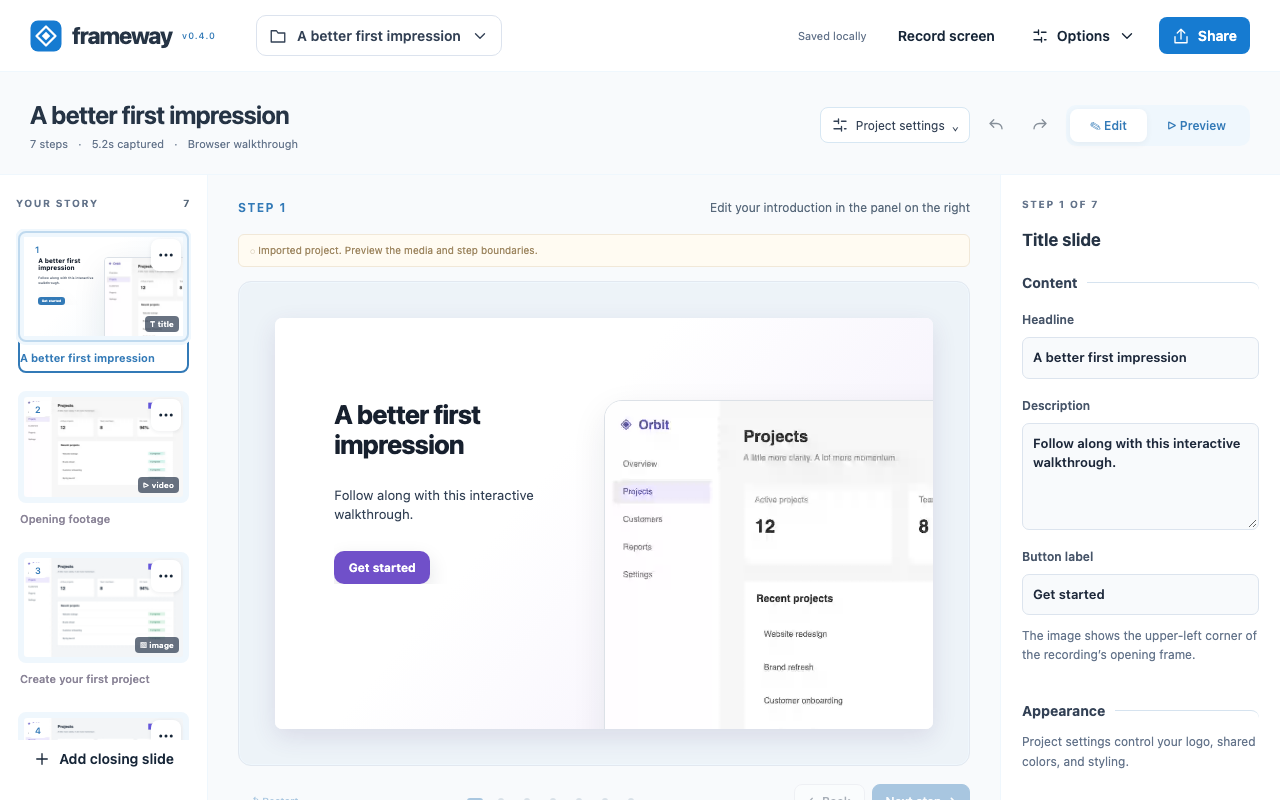 frameway v0.4.0
A better first impression
Saved locally
Record screen
Options
Share
A better first impression
7 steps · 5.2s captured · Browser walkthrough
Project settings
Edit
Preview
YOUR STORY 7
1
A better first
impression
Follow along with this interactive
walkthrough.
Get started
Orbit
T title
A better first impression
2
Projects
12
8
98%
video
Opening footage
3
Projects
12
8
98%
image
Create your first project
4
Projects
+ Add closing slide
STEP 1
Edit your introduction in the panel on the right
Imported project. Preview the media and step boundaries.
A better first
impression
Follow along with this interactive
walkthrough.
Get started
Orbit
Overview
Projects
Customers
Reports
Settings
Projects
A little more clarity. A lot more momentum
Active projects
12
8
Recent projects
Website redesign
Brand refresh
Customer onboarding
Restart
Back
Next step
STEP 1 OF 7
Title slide
Content
Headline
A better first impression
Description
Follow along with this interactive
walkthrough.
Button label
Get started
The image shows the upper-left corner of
the recording's opening frame.
Appearance
Project settings control your logo, shared
colors, and styling.